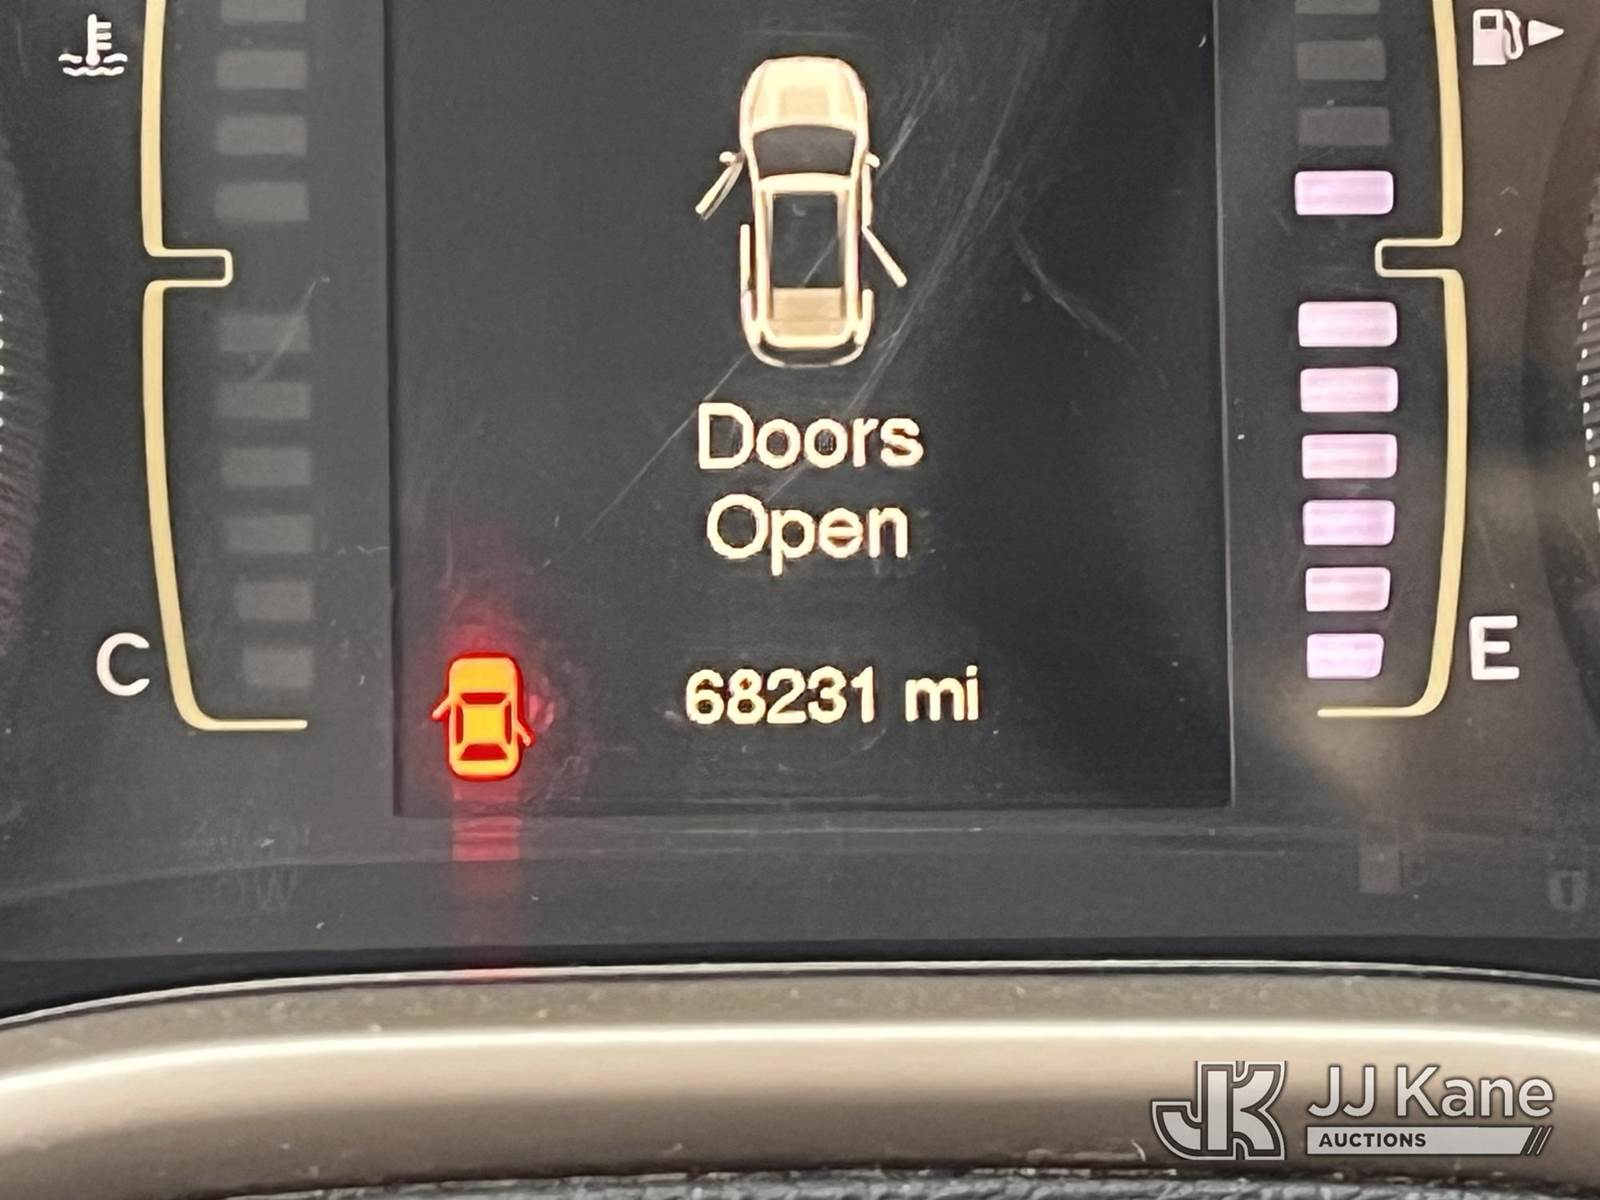 Doors
Open
C
68231 mi
E
JJ Kane
AUCTIONS